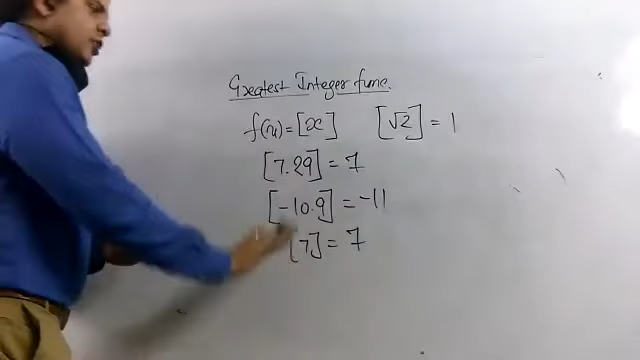 Greatest Integer func.
f(x) = [x] [√2] = 1
[7.29] = 7
[-10.9] = -11
[7] = 7